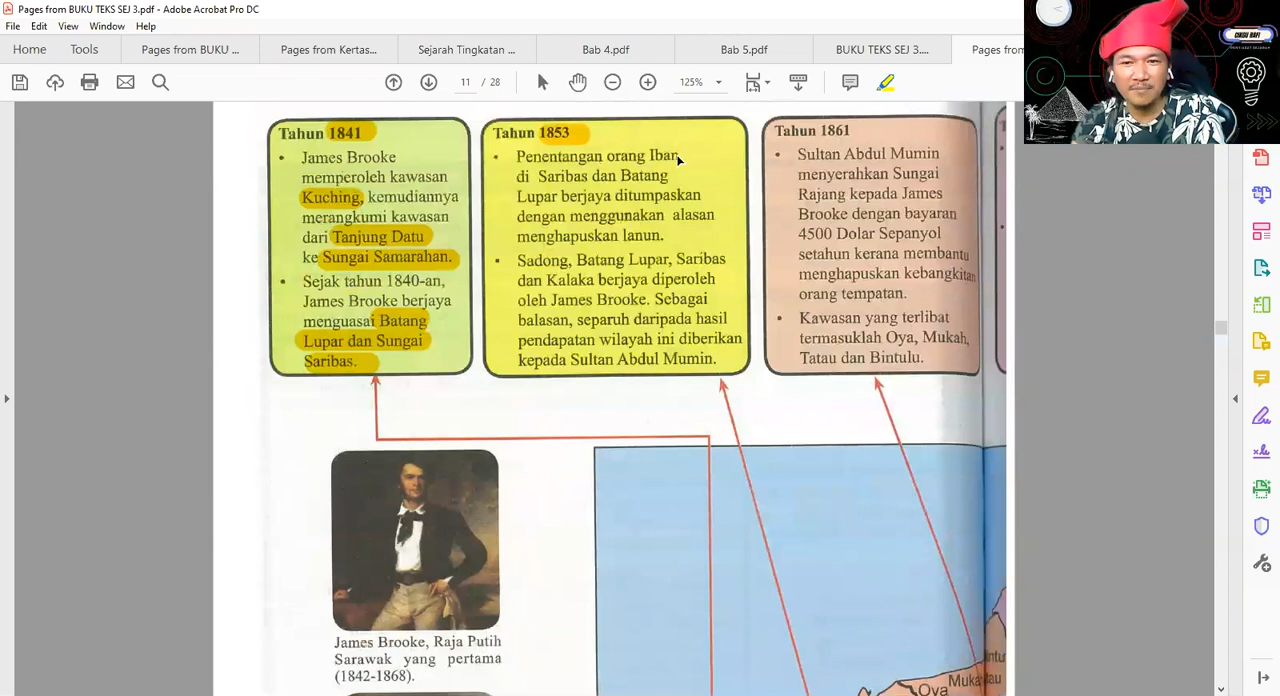 Pages from BUKU TEKS SEJ 3.pdf - Adobe Acrobat Pro DC
File Edit View Window Help
Home Tools Pages from BUKU ... Pages from Kertas... Sejarah Tingkatan ... Bab 4.pdf Bab 5.pdf BUKU TEKS SEJ 3.... Pages from
11 / 28 125%
CIKGU RAFI
Tahun 1841
• James Brooke
memperoleh kawasan
Kuching, kemudiannya
merangkumi kawasan
dari Tanjung Datu
ke Sungai Samarahan.
• Sejak tahun 1840-an,
James Brooke berjaya
menguasai Batang
Lupar dan Sungai
Saribas.
Tahun 1853
• Penentangan orang Iban
di Saribas dan Batang
Lupar berjaya ditumpaskan
dengan menggunakan alasan
menghapuskan lanun.
• Sadong, Batang Lupar, Saribas
dan Kalaka berjaya diperoleh
oleh James Brooke. Sebagai
balasan, separuh daripada hasil
pendapatan wilayah ini diberikan
kepada Sultan Abdul Mumin.
Tahun 1861
• Sultan Abdul Mumin
menyerahkan Sungai
Rajang kepada James
Brooke dengan bayaran
4500 Dolar Sepanyol
setahun kerana membantu
menghapuskan kebangkitan
orang tempatan.
• Kawasan yang terlibat
termasuklah Oya, Mukah,
Tatau dan Bintulu.
James Brooke, Raja Putih
Sarawak yang pertama
(1842-1868).
Oya